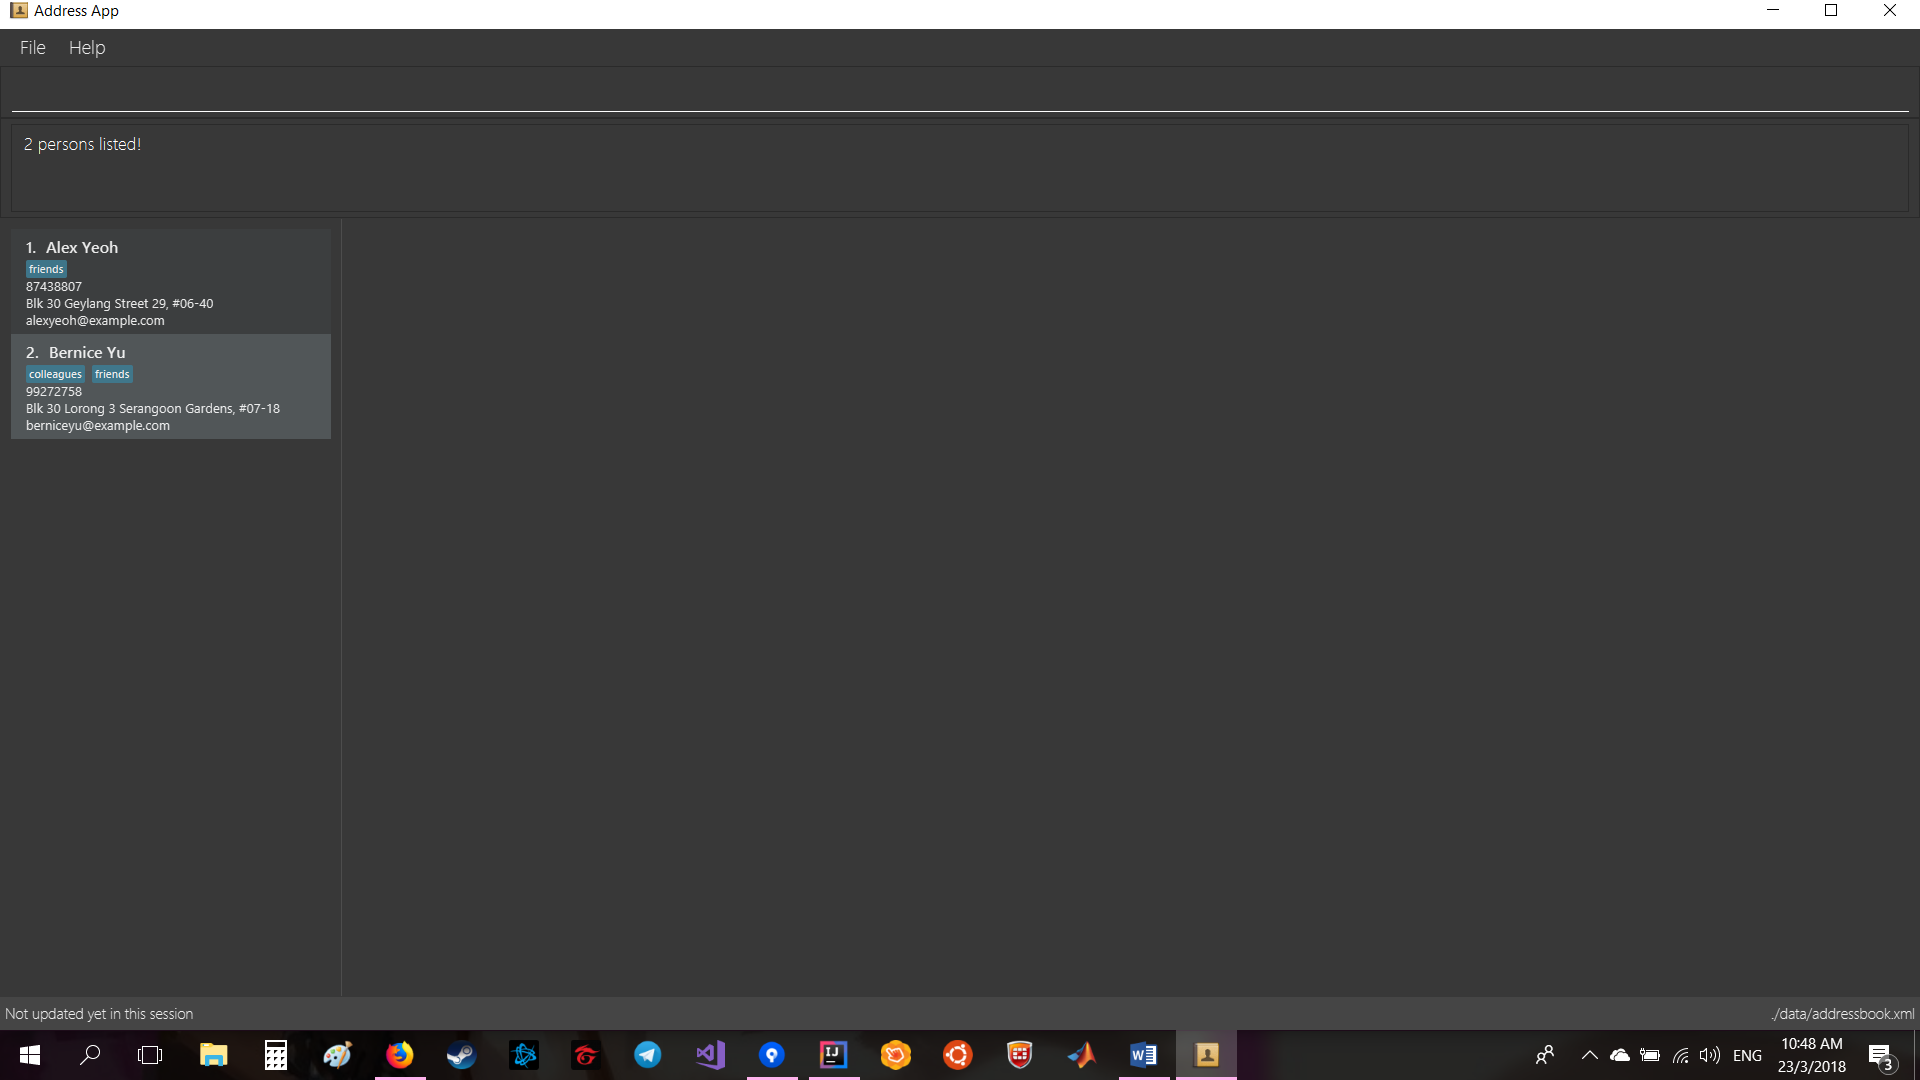 Address App
File Help
2 persons listed!
1. Alex Yeoh
friends
87438807
Blk 30 Geylang Street 29, #06-40
alexyeoh@example.com
2. Bernice Yu
colleagues friends
99272758
Blk 30 Lorong 3 Serangoon Gardens, #07-18
berniceyu@example.com
Not updated yet in this session
./data/addressbook.xml
ENG
10:48 AM
23/3/2018
3